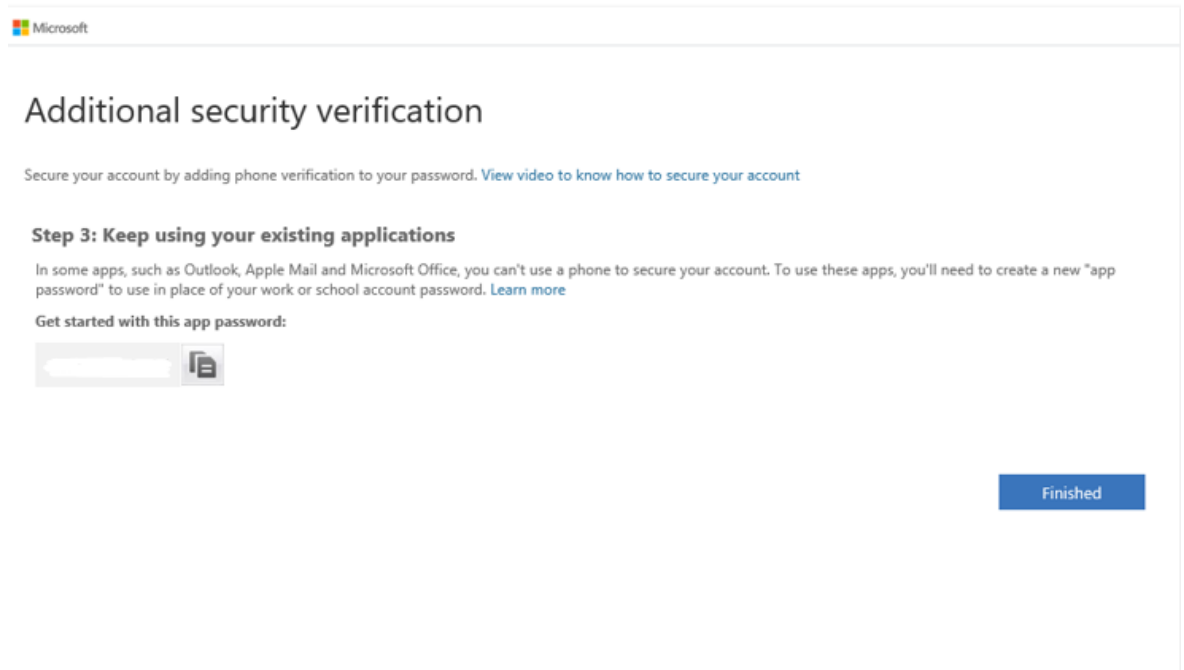 Microsoft
Additional security verification
Secure your account by adding phone verification to your password. View video to know how to secure your account
Step 3: Keep using your existing applications
In some apps, such as Outlook, Apple Mail and Microsoft Office, you can't use a phone to secure your account. To use these apps, you'll need to create a new "app
password" to use in place of your work or school account password. Learn more
Get started with this app password:
Finished